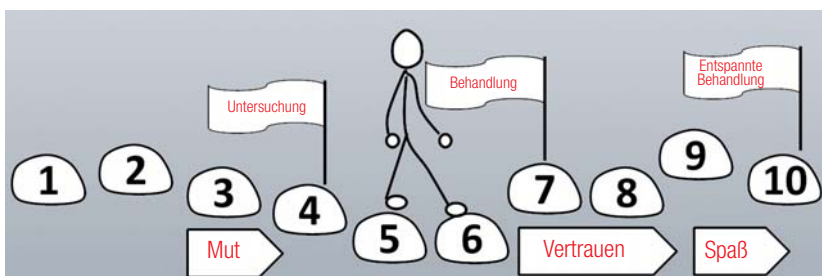 Untersuchung
Behandlung
Entspannte
Behandlung
1 2 3 4 5 6 7 8 9 10
Mut
Vertrauen
Spaß